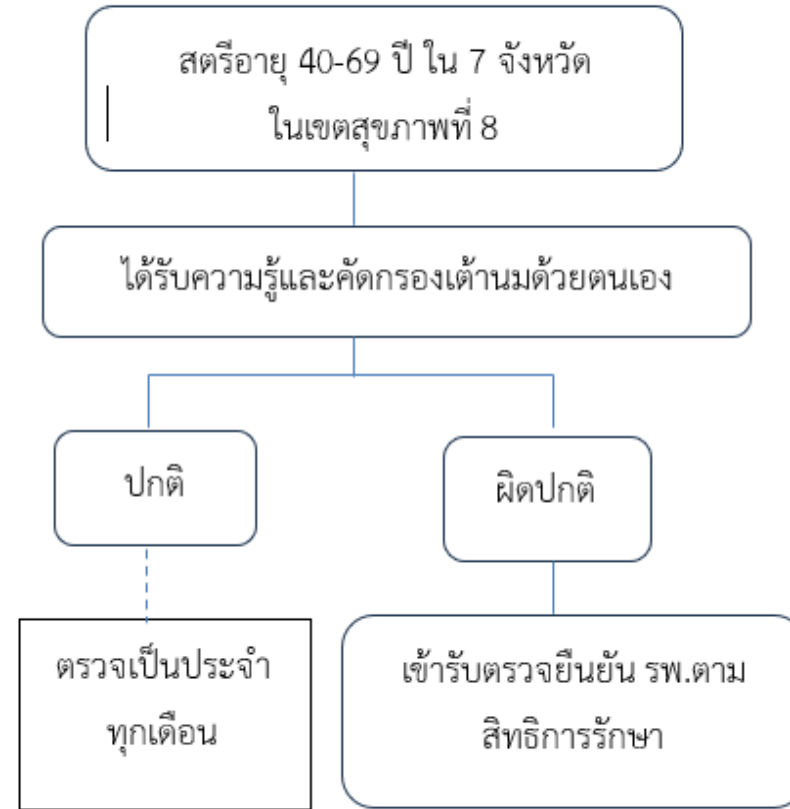 สตรีอายุ 40-69 ปี ใน 7 จังหวัด
ในเขตสุขภาพที่ 8
ได้รับความรู้และคัดกรองเต้านมด้วยตนเอง
ปกติ
ผิดปกติ
ตรวจเป็นประจำ
ทุกเดือน
เข้ารับตรวจยืนยัน รพ.ตาม
สิทธิการรักษา